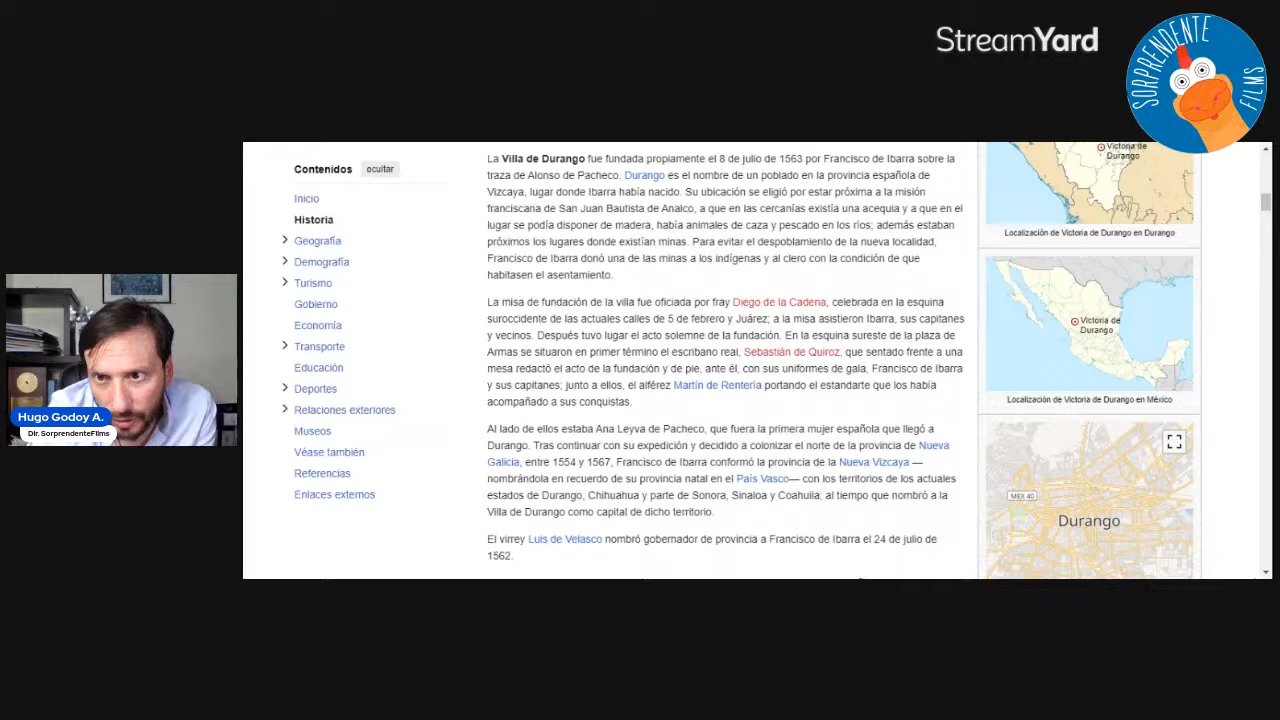 StreamYard
SORPRENDENTE
FILMS
Contenidos ocultar
Inicio
Historia
Geografía
Demografía
Turismo
Gobierno
Economía
Transporte
Educación
Deportes
Relaciones exteriores
Museos
Véase también
Referencias
Enlaces externos
La Villa de Durango fue fundada propiamente el 8 de julio de 1563 por Francisco de Ibarra sobre la
traza de Alonso de Pacheco. Durango es el nombre de un poblado en la provincia española de
Vizcaya, lugar donde Ibarra había nacido. Su ubicación se eligió por estar próxima a la misión
franciscana de San Juan Bautista de Analco, a que en las cercanías existía una acequia y a que en el
lugar se podía disponer de madera, había animales de caza y pescado en los ríos; además estaban
próximos los lugares donde existían minas. Para evitar el despoblamiento de la nueva localidad,
Francisco de Ibarra donó una de las minas a los indígenas y al clero con la condición de que
habitasen el asentamiento.
La misa de fundación de la villa fue oficiada por fray Diego de la Cadena, celebrada en la esquina
suroccidente de las actuales calles de 5 de febrero y Juárez; a la misa asistieron Ibarra, sus capitanes
y vecinos. Después tuvo lugar el acto solemne de la fundación. En la esquina sureste de la plaza de
Armas se situaron en primer término el escribano real, Sebastián de Quiroz, que sentado frente a una
mesa redactó el acto de la fundación y de pie, ante él, con sus uniformes de gala, Francisco de Ibarra
y sus capitanes; junto a ellos, el alférez Martín de Rentería portando el estandarte que los había
acompañado a sus conquistas.
Al lado de ellos estaba Ana Leyva de Pacheco, que fuera la primera mujer española que llegó a
Durango. Tras continuar con su expedición y decidido a colonizar el norte de la provincia de Nueva
Galicia, entre 1554 y 1567, Francisco de Ibarra conformó la provincia de la Nueva Vizcaya —
nombrándola en recuerdo de su provincia natal en el País Vasco— con los territorios de los actuales
estados de Durango, Chihuahua y parte de Sonora, Sinaloa y Coahuila; al tiempo que nombró a la
Villa de Durango como capital de dicho territorio.
El virrey Luis de Velasco nombró gobernador de provincia a Francisco de Ibarra el 24 de julio de
1562.
Victoria de
Durango
Localización de Victoria de Durango en Durango
Victoria de
Durango
Localización de Victoria de Durango en México
MEX 40
Durango
Hugo Godoy A.
Dir. SorprendenteFilms